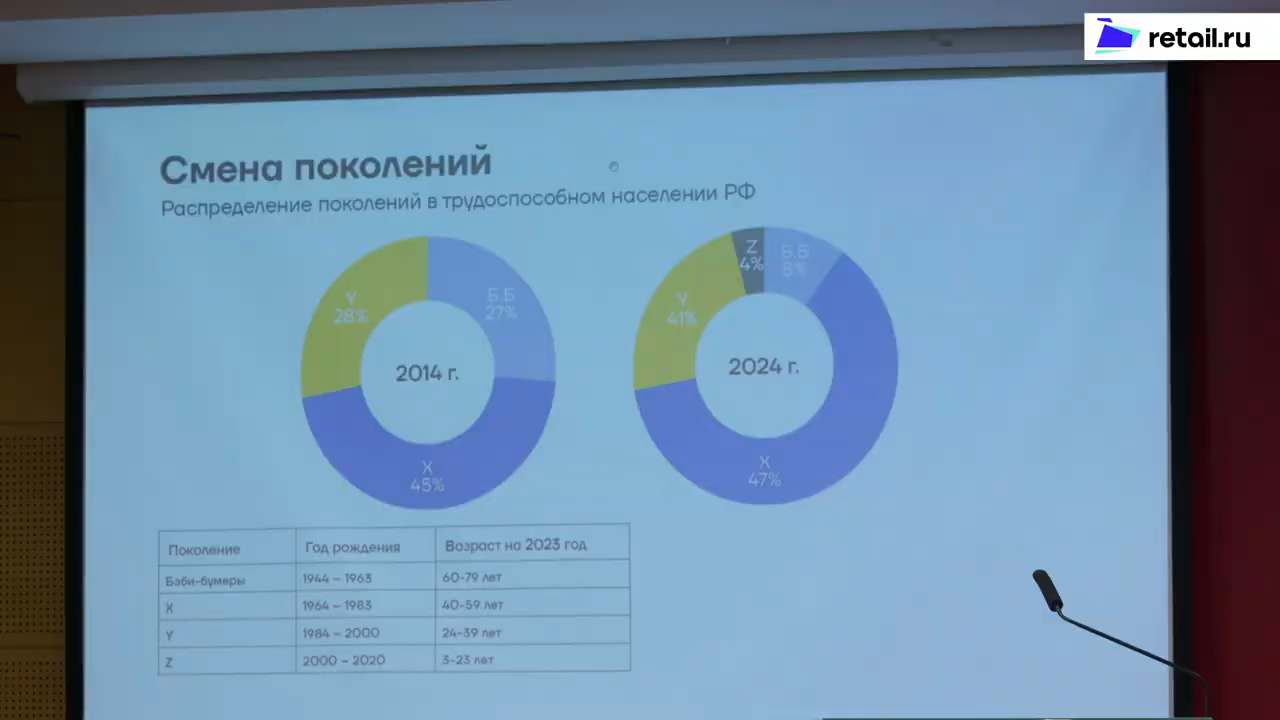 retail.ru
Смена поколений
Распределение поколений в трудоспособном населении РФ
Y
28%
Б.Б
27%
2014 г.
X
45%
Z
4%
Б.Б
8%
Y
41%
2024 г.
X
47%
Поколение Год рождения Возраст на 2023 год
Бэби-бумеры 1944 – 1963 60-79 лет
X 1964 – 1983 40-59 лет
Y 1984 – 2000 24-39 лет
Z 2000 – 2020 3-23 лет